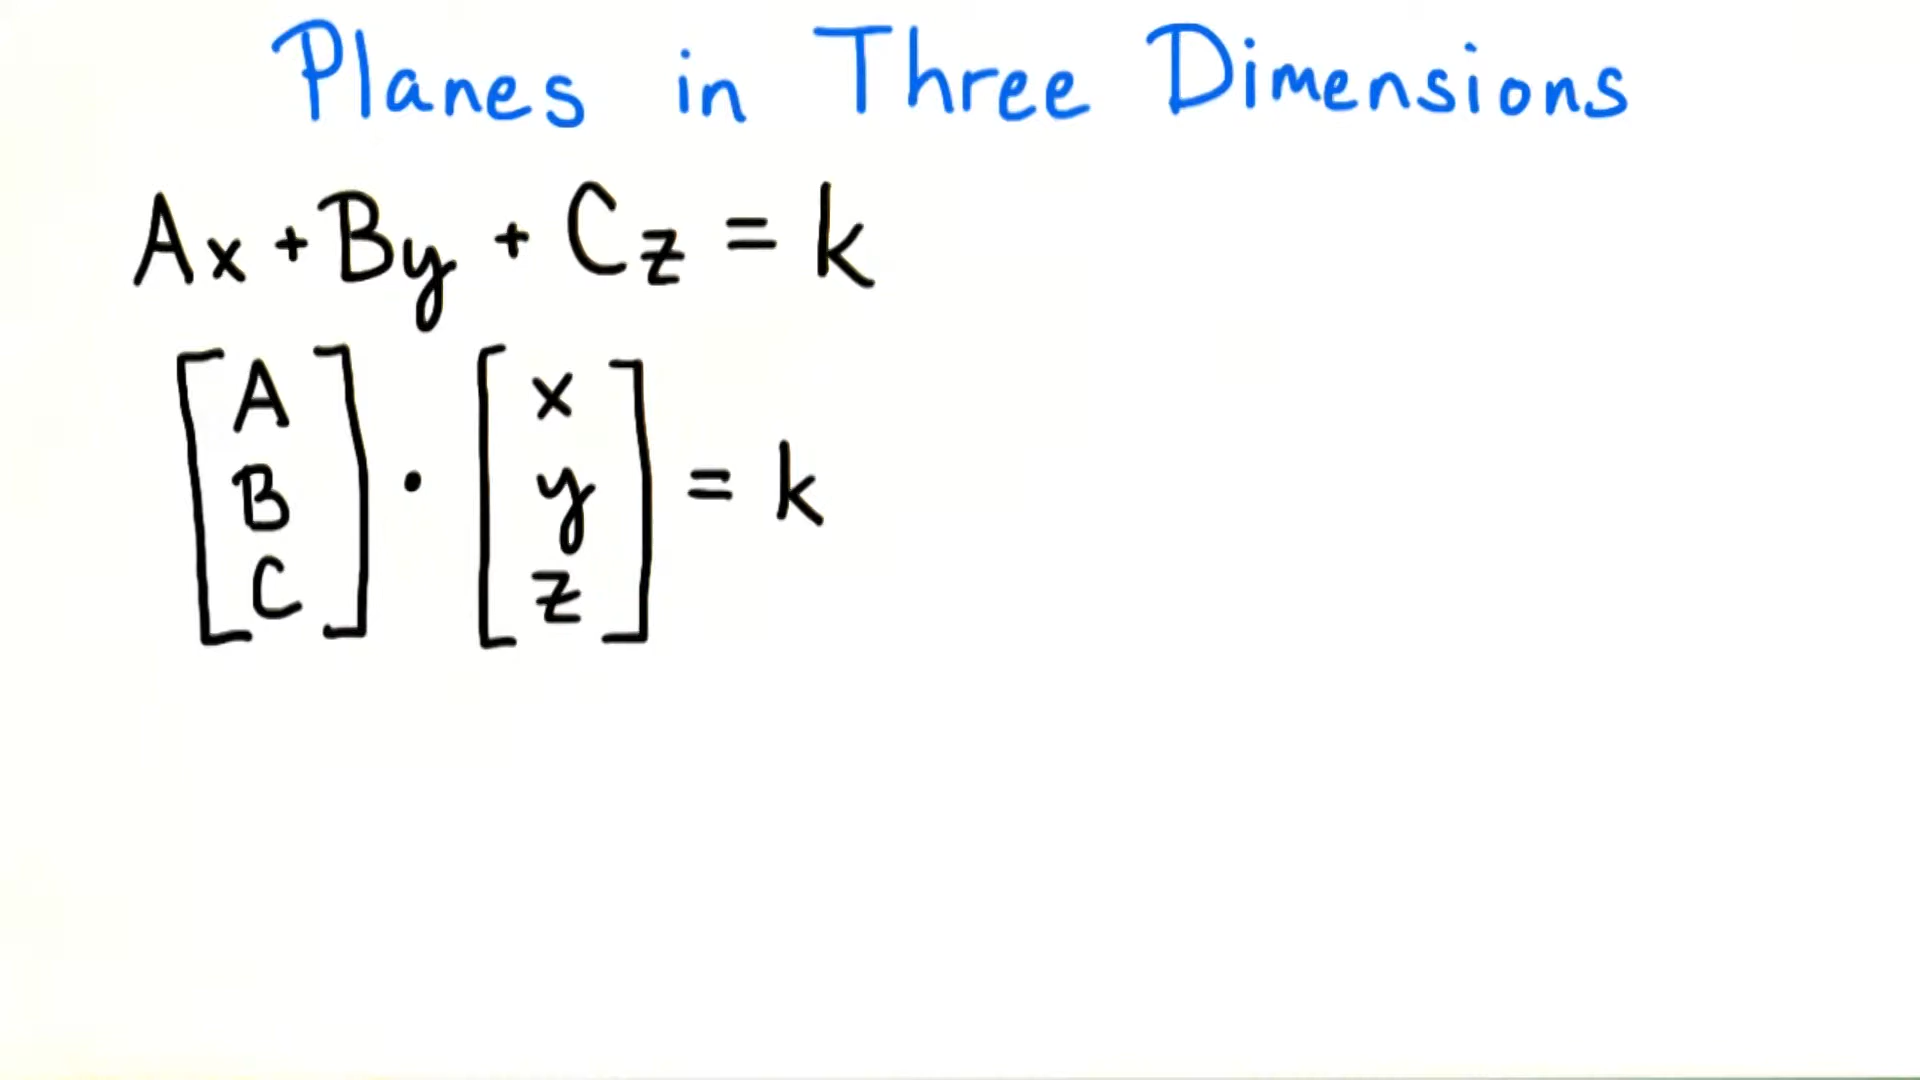 Planes in Three Dimensions
Ax + By + Cz = k
[A B C] · [x y z] = k